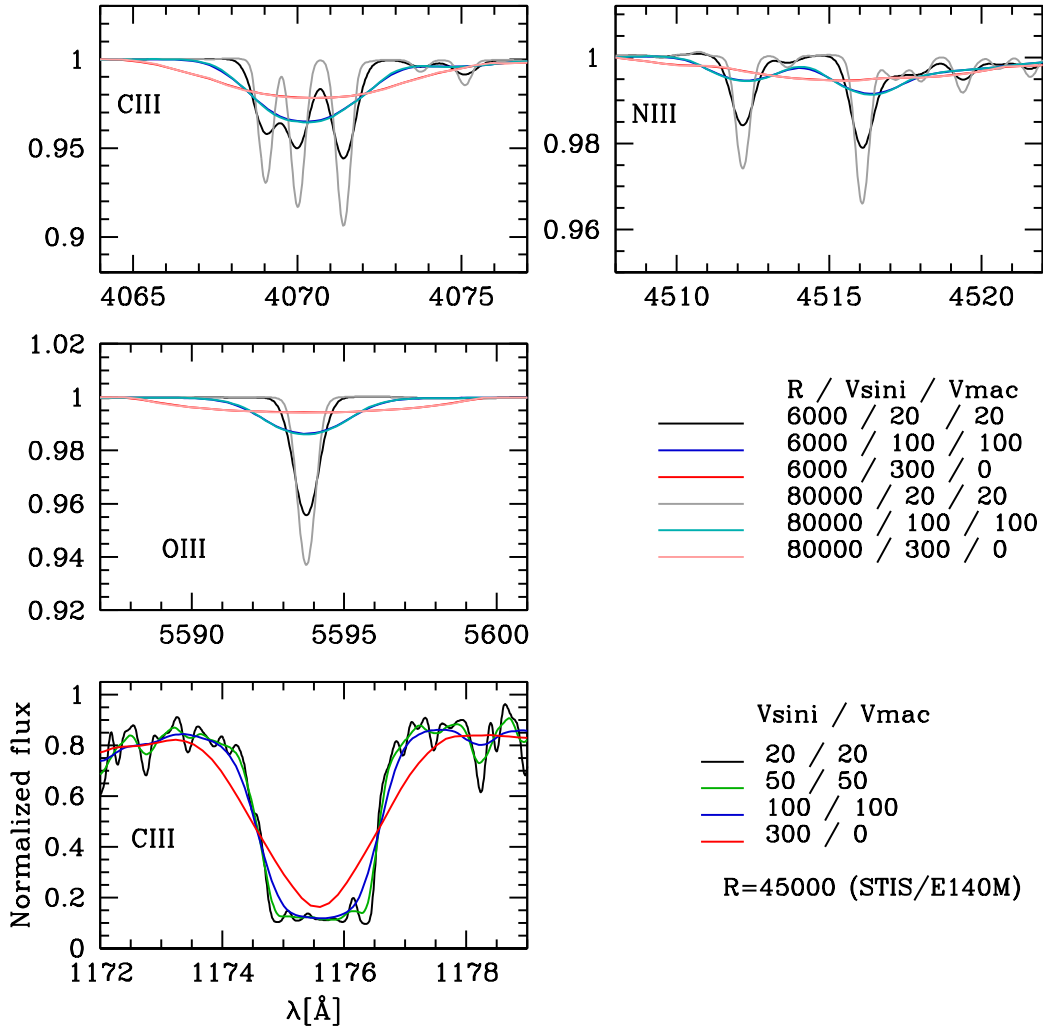 1
0.95
0.9
CIII
4065 4070 4075
1
0.98
0.96
NIII
4510 4515 4520
1.02
1
0.98
0.96
0.94
0.92
OIII
5590 5595 5600
R / Vsini / Vmac
6000 / 20 / 20
6000 / 100 / 100
6000 / 300 / 0
80000 / 20 / 20
80000 / 100 / 100
80000 / 300 / 0
Normalized flux
1
0.8
0.6
0.4
0.2
0
CIII
1172 1174 1176 1178
λ[Å]
Vsini / Vmac
20 / 20
50 / 50
100 / 100
300 / 0
R=45000 (STIS/E140M)